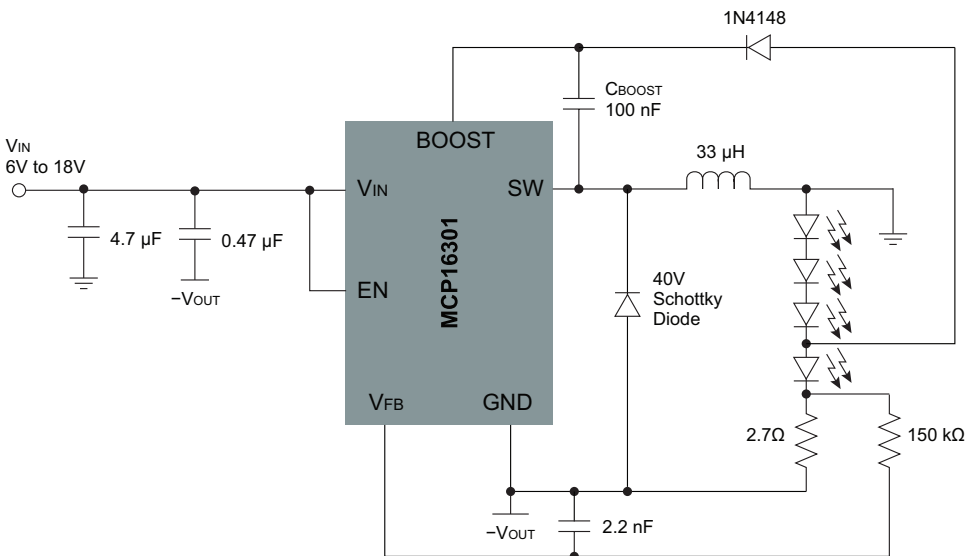 1N4148
CBOOST
100 nF
BOOST
VIN
6V to 18V
33 µH
VIN
SW
4.7 µF
0.47 µF
–VOUT
EN
MCP16301
40V
Schottky
Diode
VFB
GND
2.7Ω
150 kΩ
–VOUT
2.2 nF